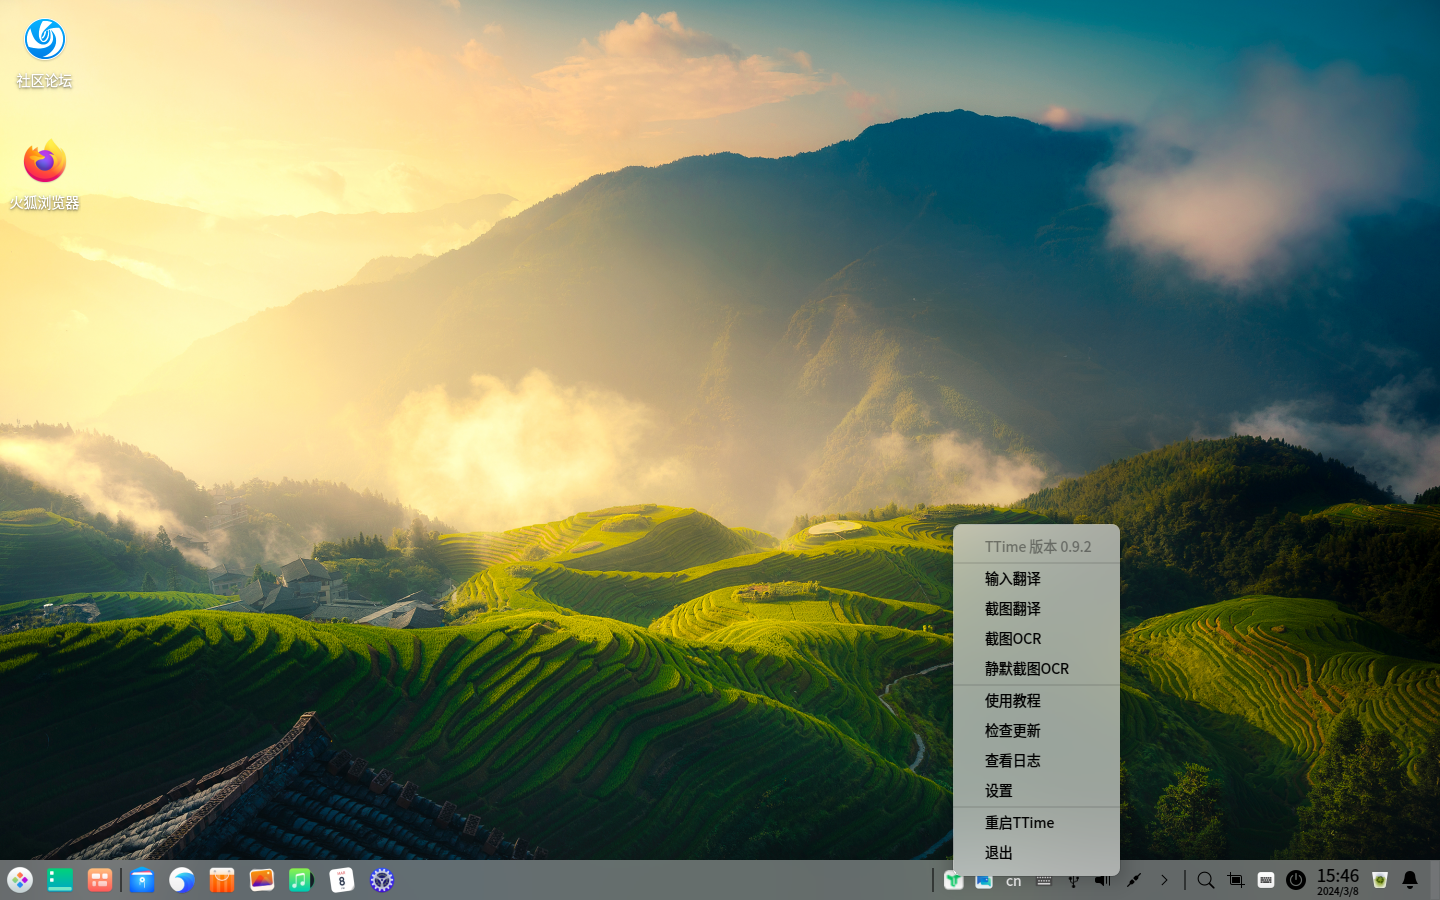 社区论坛
火狐浏览器
TTime 版本 0.9.2
输入翻译
截图翻译
截图OCR
静默截图OCR
使用教程
检查更新
查看日志
设置
重启TTime
退出
8
cn
15:46
2024/3/8